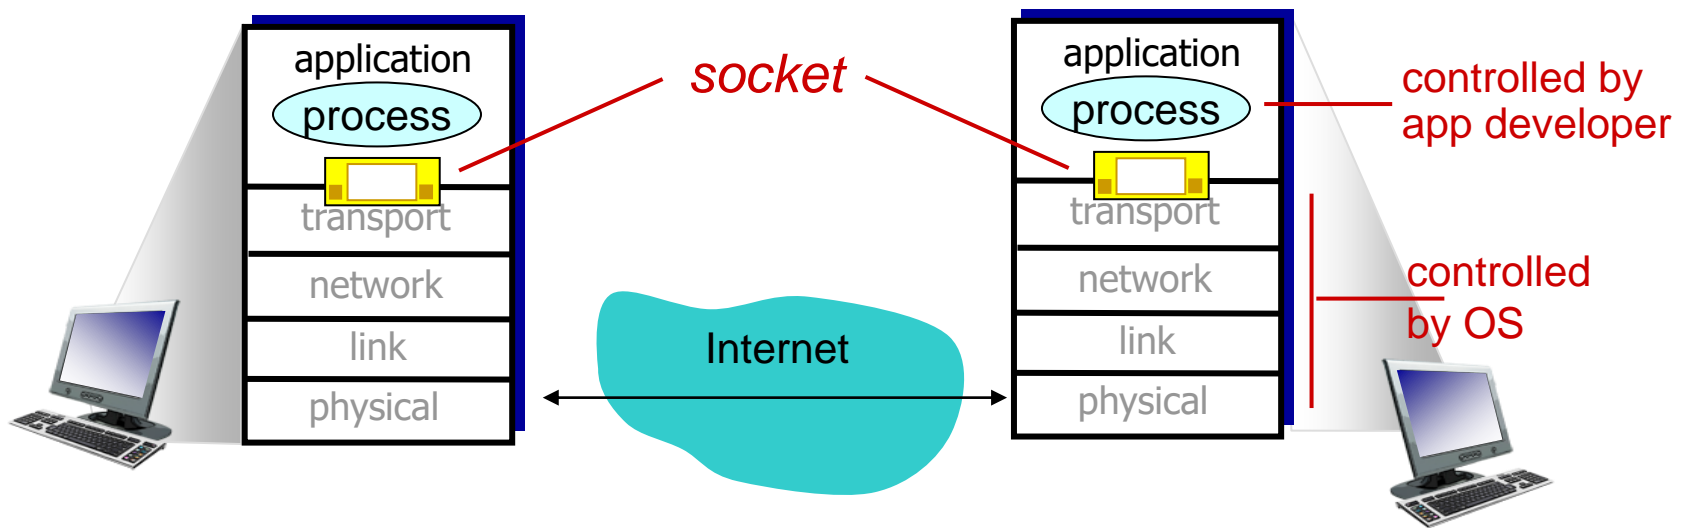 application
process
transport
network
link
physical
socket
Internet
application
process
transport
network
link
physical
controlled by
app developer
controlled
by OS